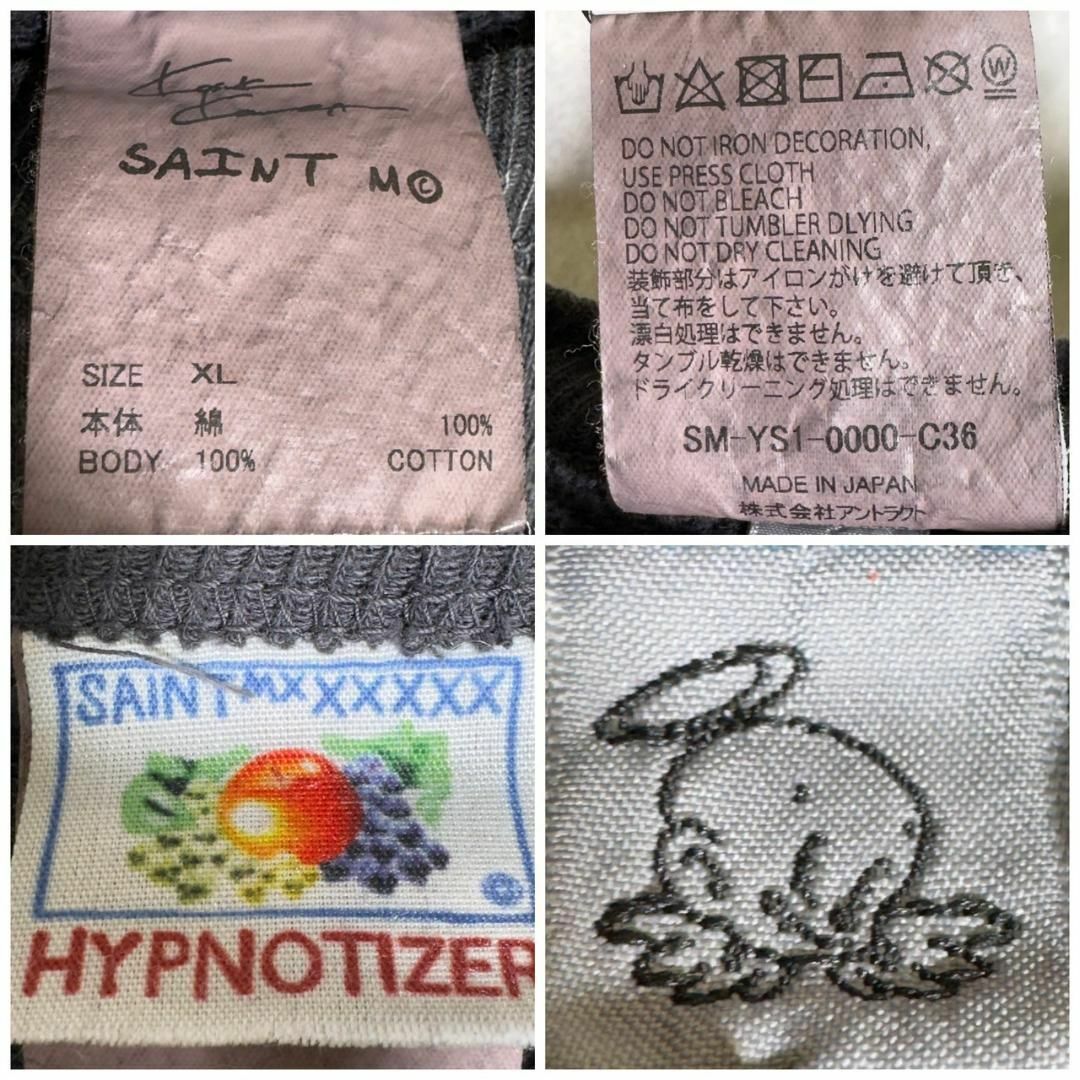 SAINT M©
SIZE XL
本体 綿 100%
BODY 100% COTTON
W
DO NOT IRON DECORATION,
USE PRESS CLOTH
DO NOT BLEACH
DO NOT TUMBLER DLYING
DO NOT DRY CLEANING
装飾部分はアイロンがけを避けて頂き、
当て布をして下さい。
漂白処理はできません。
タンブル乾燥はできません。
ドライクリーニング処理はできません。
SM-YS1-0000-C36
MADE IN JAPAN
株式会社アントラクト
SAINT MXXXXXXX
©
HYPNOTIZER